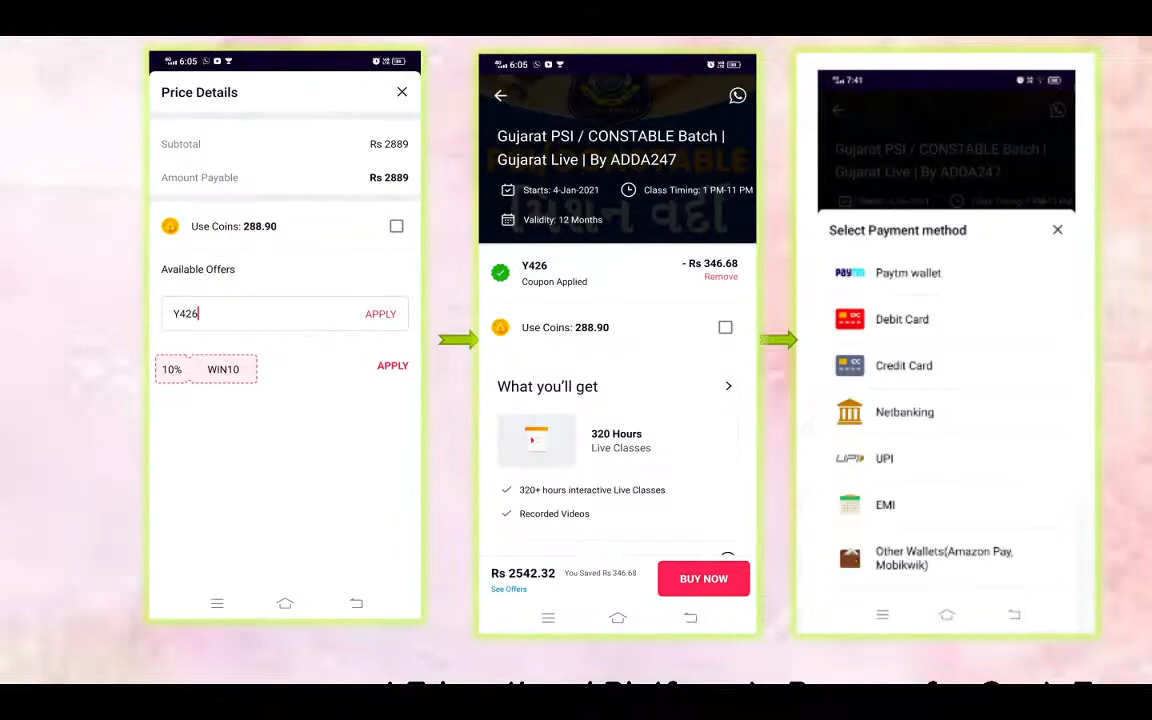 6:05
Price Details
Subtotal Rs 2889
Amount Payable Rs 2889
Use Coins: 288.90
Available Offers
Y426 APPLY
10% WIN10 APPLY
6:05
Gujarat PSI / CONSTABLE Batch |
Gujarat Live | By ADDA247
Starts: 4-Jan-2021 Class Timing: 1 PM-11 PM
Validity: 12 Months
Y426 - Rs 346.68
Coupon Applied Remove
Use Coins: 288.90
What you'll get
320 Hours
Live Classes
320+ hours interactive Live Classes
Recorded Videos
Rs 2542.32 You Saved Rs 346.68 BUY NOW
See Offers
7:41
Gujarat PSI / CONSTABLE Batch |
Gujarat Live | By ADDA247
Select Payment method
Paytm wallet
Debit Card
Credit Card
Netbanking
UPI UPI
EMI
Other Wallets(Amazon Pay,
Mobikwik)